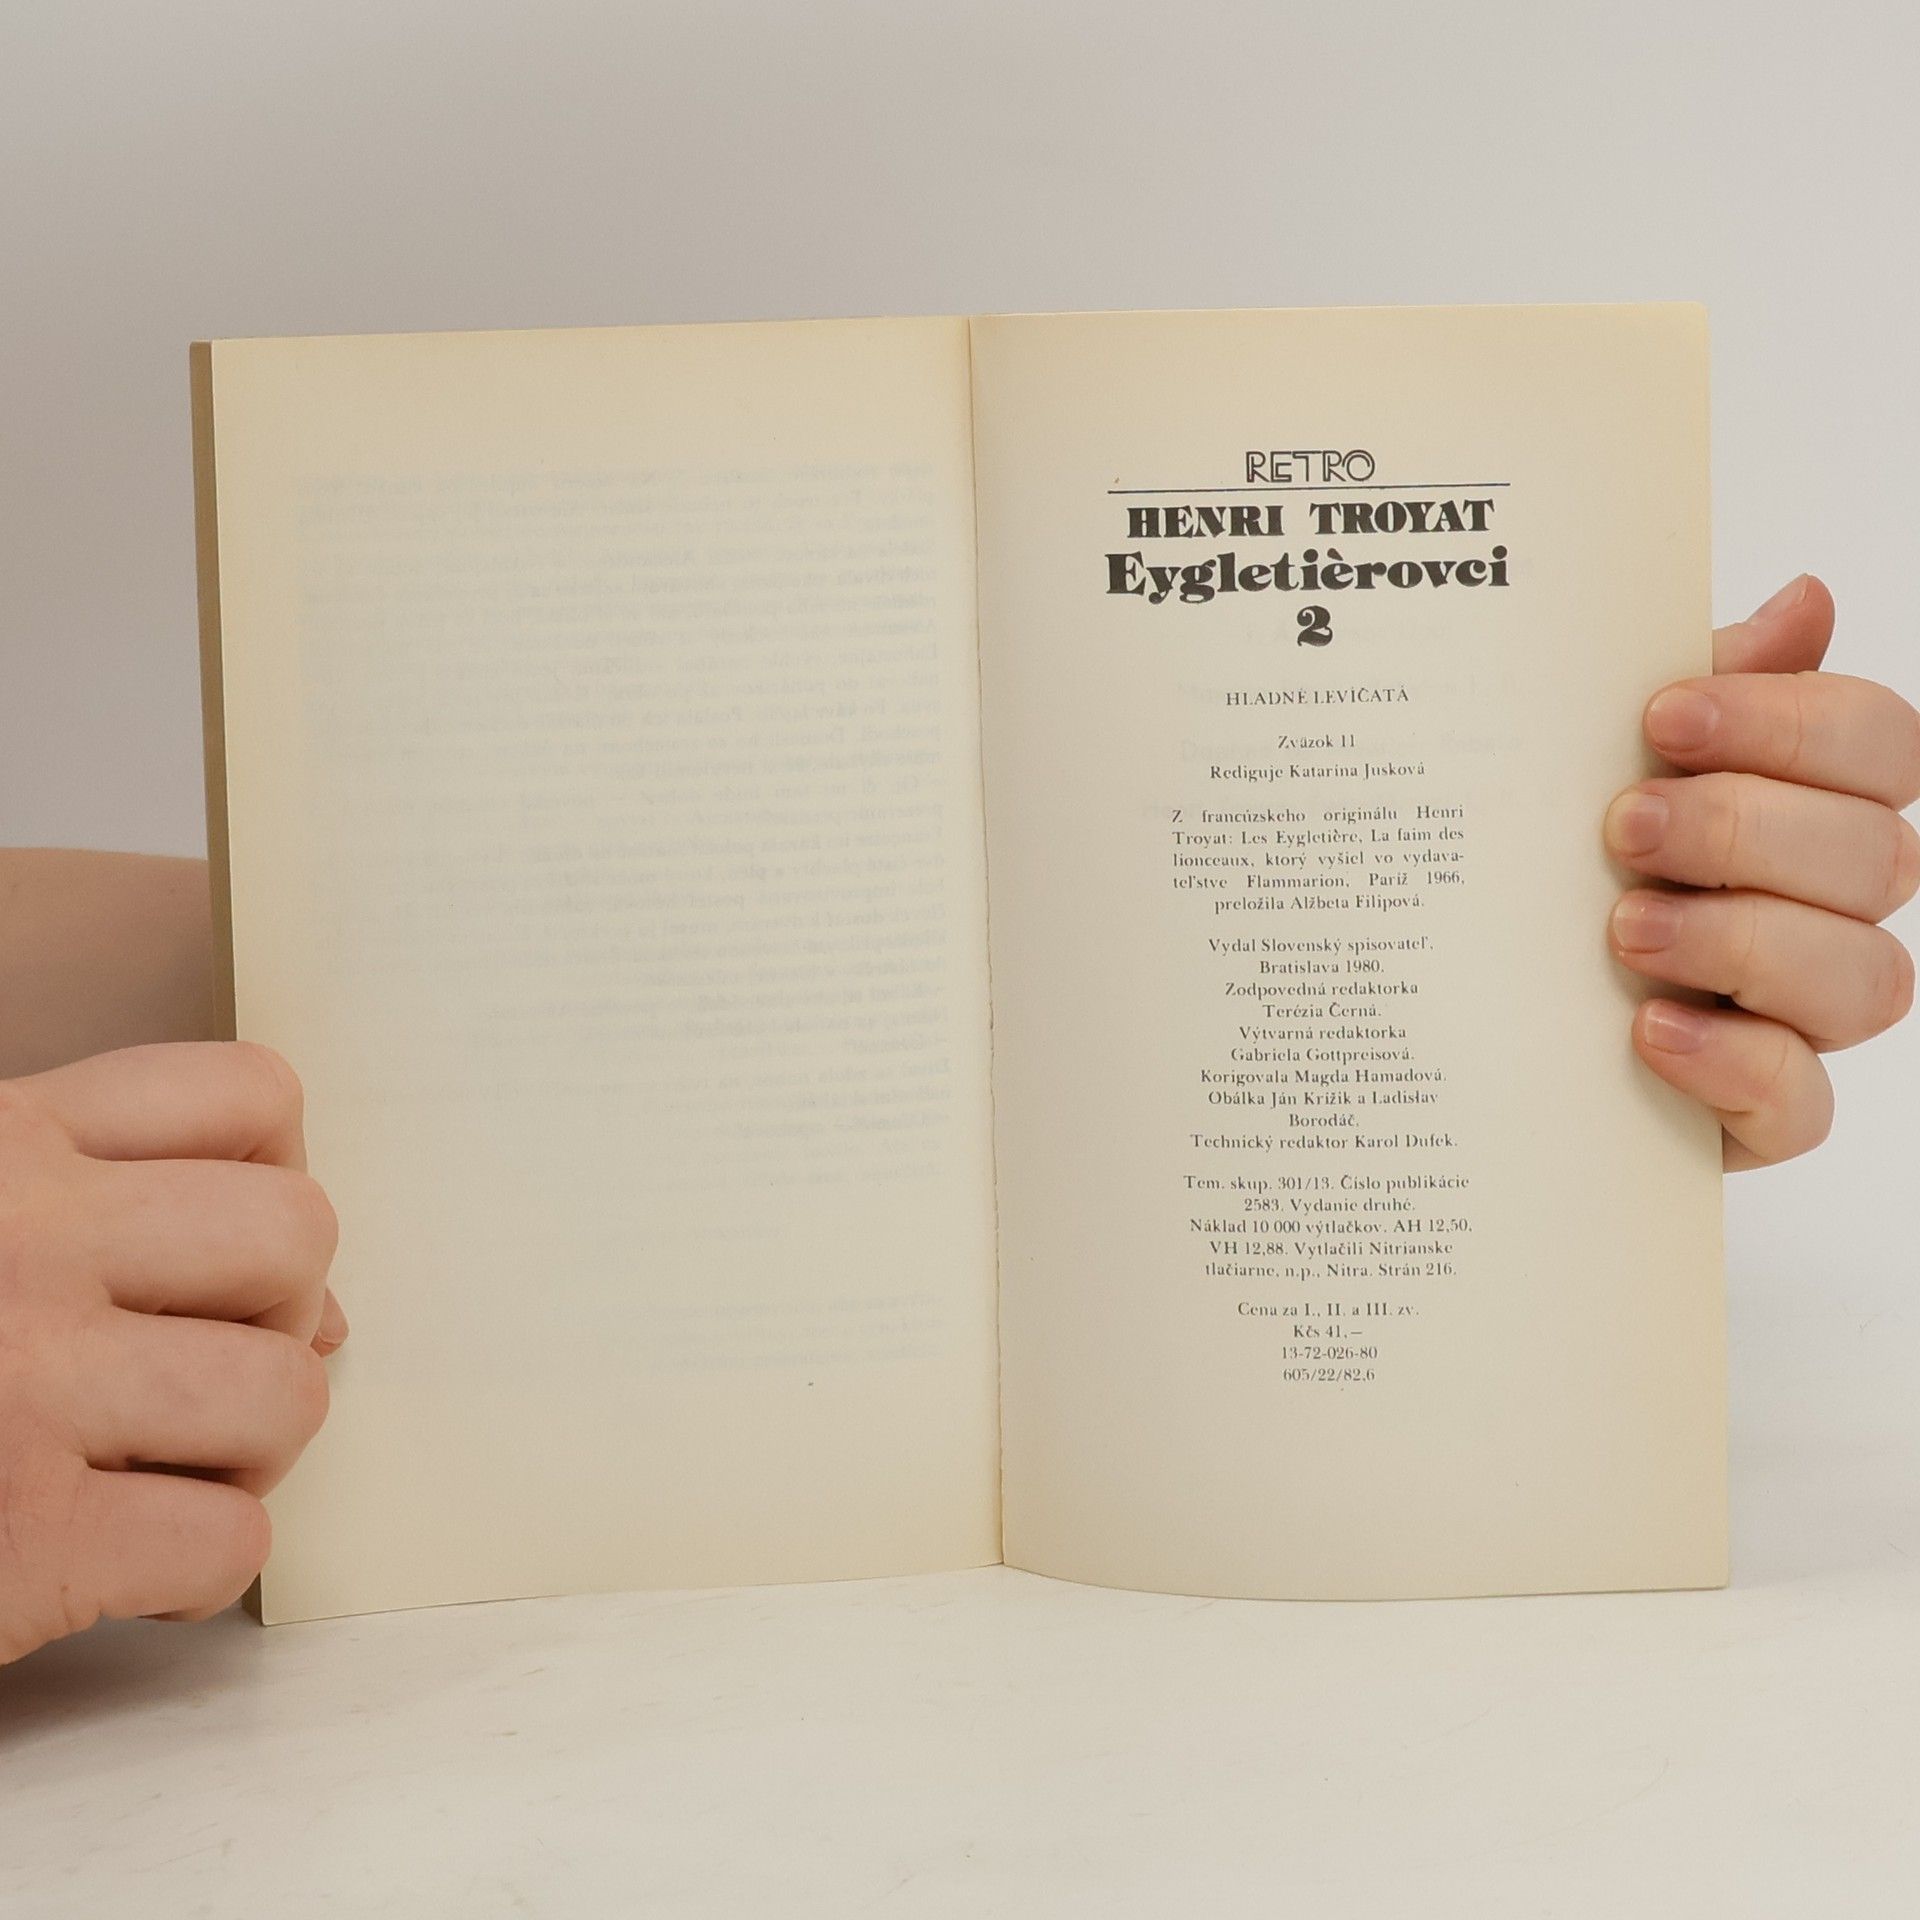 RETRO
HENRI TROYAT
Eygletièrovci
2
HLADNÉ LEVÍČATÁ
Zväzok 11
Rediguje Katarína Jusková
Z francúzskeho originálu Henri
Troyat: Les Eygletière, La faim des
lionceaux, ktorý vyšiel vo vydava-
teľstve Flammarion, Paríž 1966,
preložila Alžbeta Filipová.
Vydal Slovenský spisovateľ,
Bratislava 1980.
Zodpovedná redaktorka
Terézia Černá.
Výtvarná redaktorka
Gabriela Gottpreisová.
Korigovala Magda Hamadová.
Obálka Ján Krížik a Ladislav
Borodáč.
Technický redaktor Karol Dufek.
Tem. skup. 301/13. Číslo publikácie
2583. Vydanie druhé.
Náklad 10 000 výtlačkov. AH 12,50,
VH 12,88. Vytlačili Nitrianske
tlačiarne, n.p., Nitra. Strán 216.
Cena za I., II. a III. zv.
Kčs 41,—
13-72-026-80
605/22/82,6